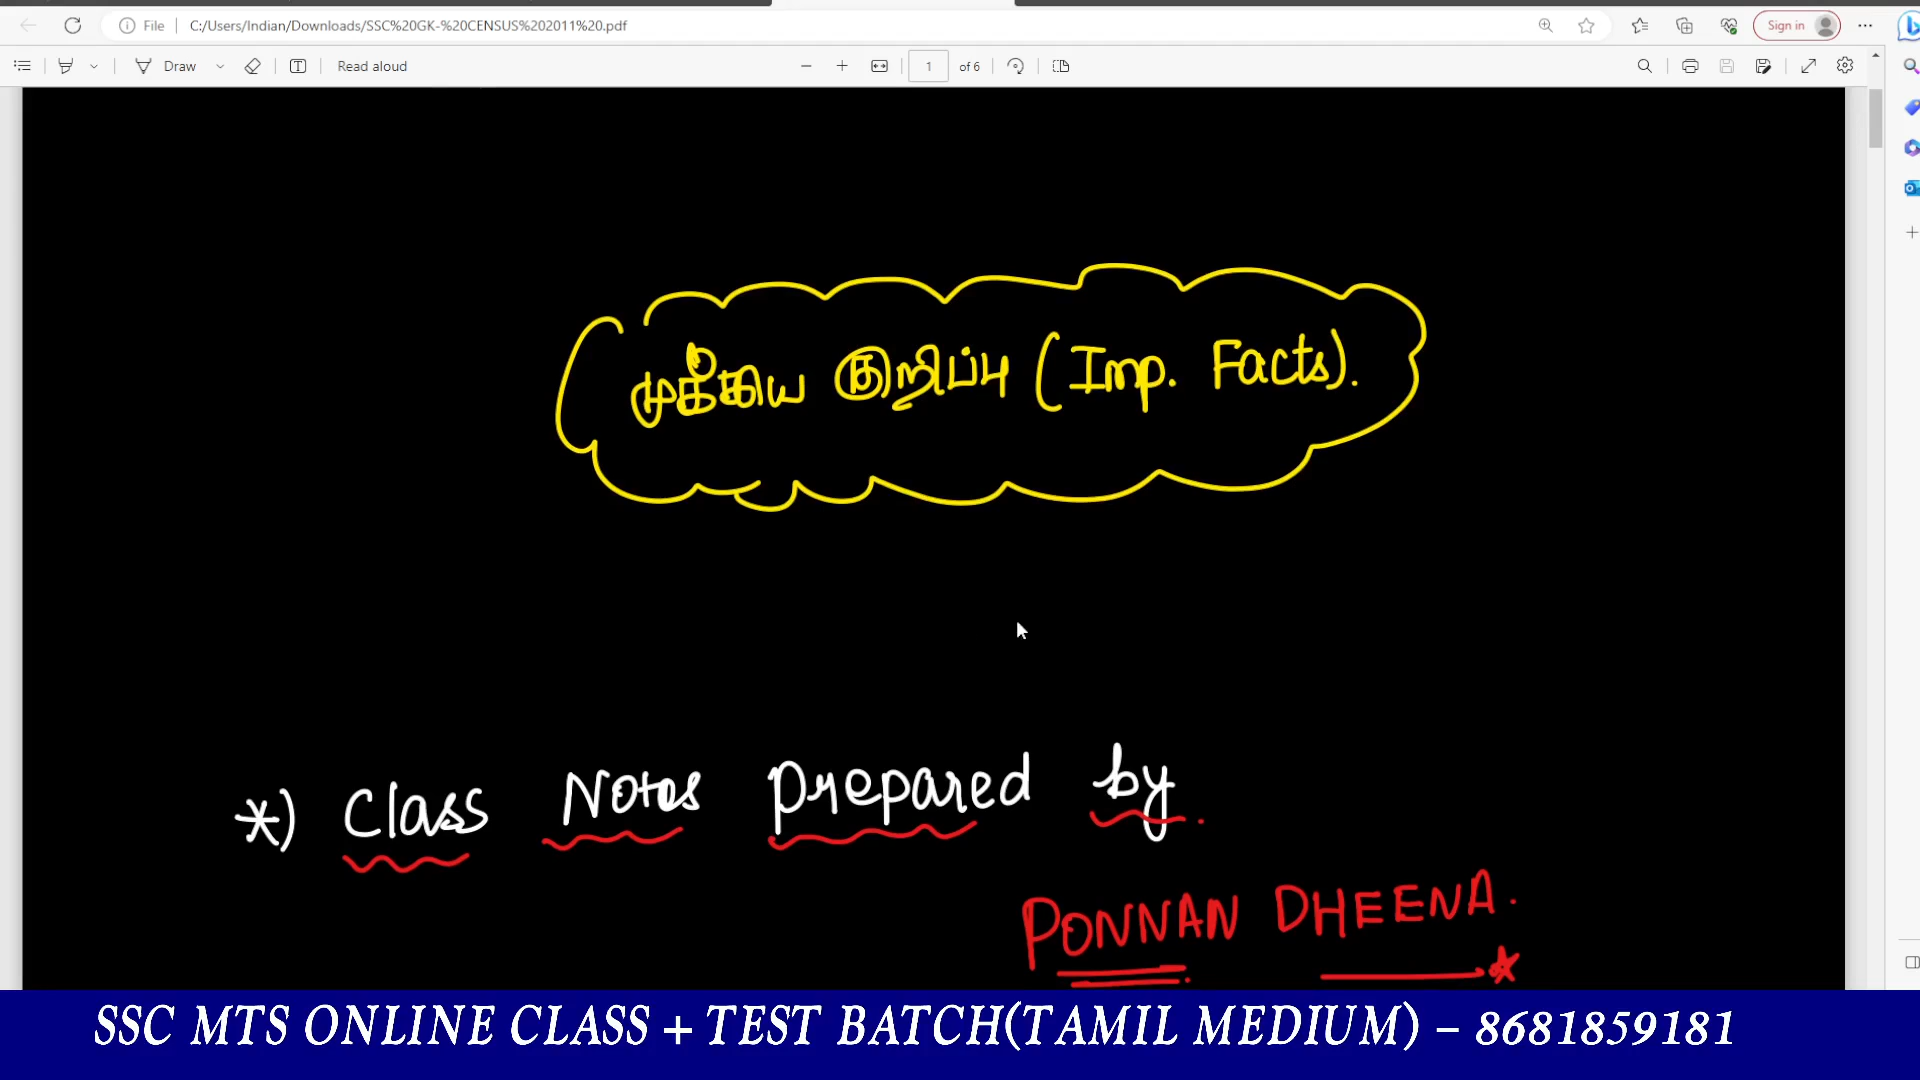 File C:/Users/Indian/Downloads/SSC%20GK-%20CENSUS%202011%20.pdf Sign in
Draw Read aloud 1 of 6
முக்கிய குறிப்பு (Imp. Facts).
*) Class Notes prepared by
PONNAN DHEENA.
SSC MTS ONLINE CLASS + TEST BATCH(TAMIL MEDIUM) – 8681859181